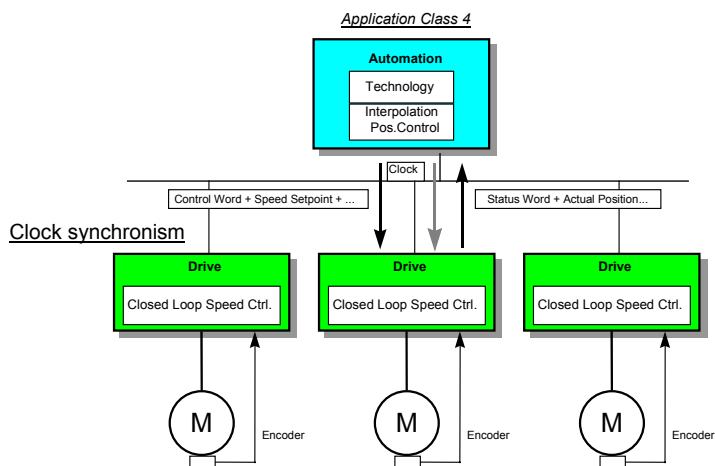 Application Class 4
Automation
Technology
Interpolation
Pos.Control
Clock
Control Word + Speed Setpoint + ...
Status Word + Actual Position...
Clock synchronism
Drive
Drive
Drive
Closed Loop Speed Ctrl.
Closed Loop Speed Ctrl.
Closed Loop Speed Ctrl.
M
M
M
Encoder
Encoder
Encoder